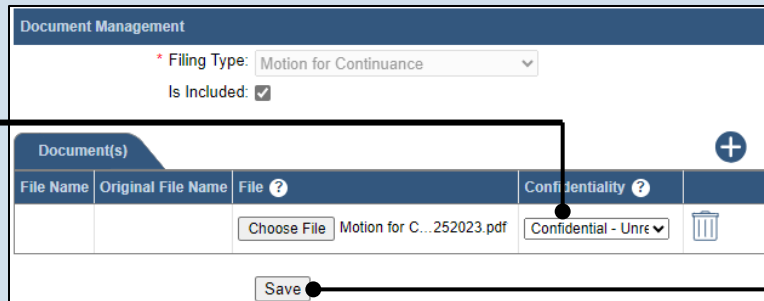 Document Management
* Filing Type: Motion for Continuance
Is Included:
Document(s)
File Name Original File Name File ? Confidentiality ?
Choose File Motion for C...252023.pdf Confidential - Unre
Save